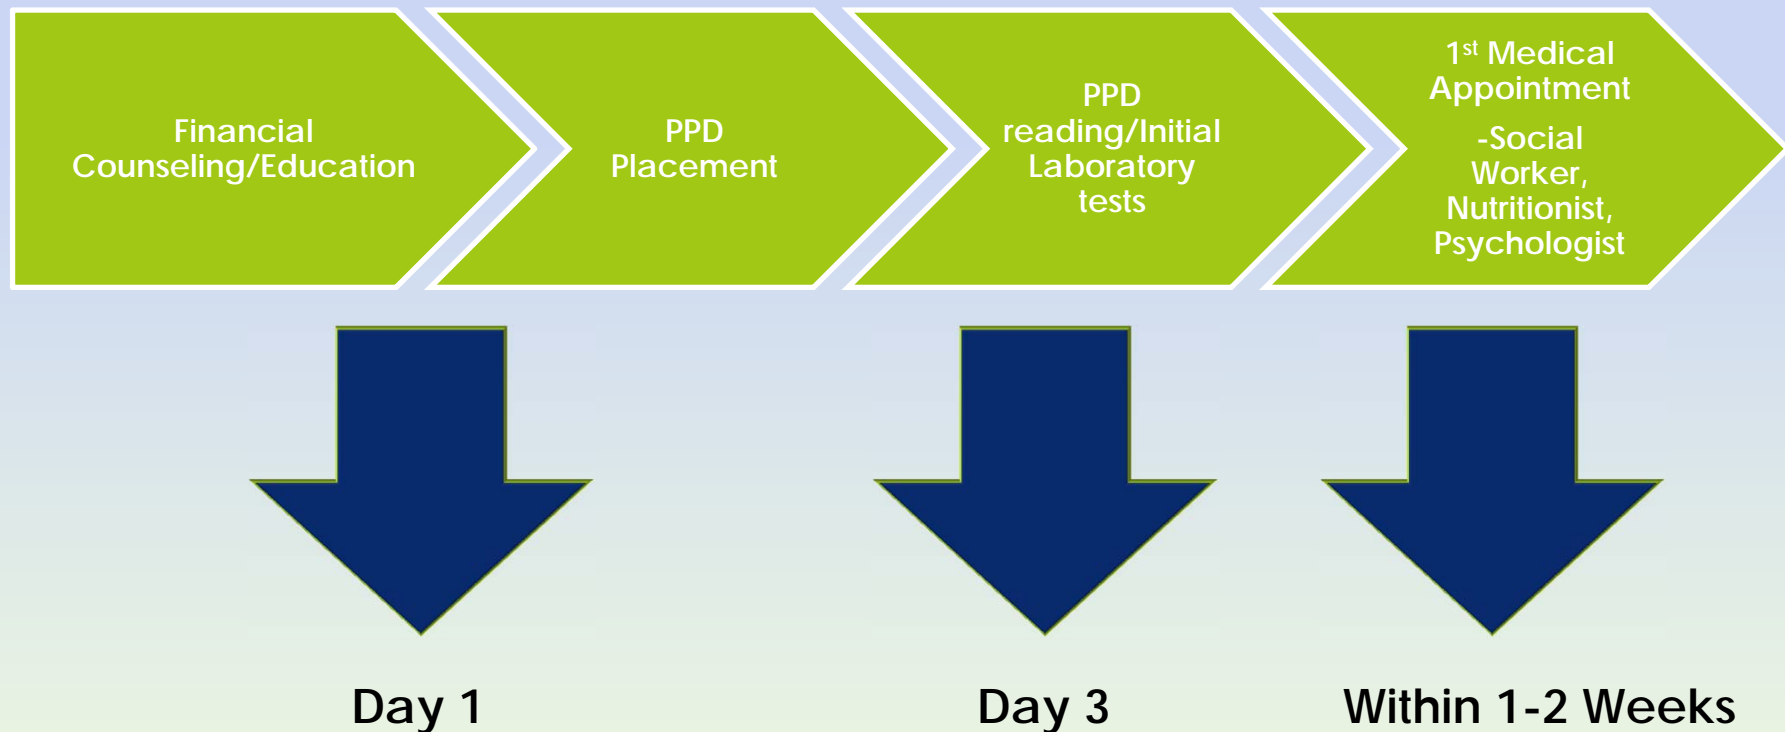 Financial
Counseling/Education
PPD
Placement
PPD
reading/Initial
Laboratory
tests
1st Medical
Appointment
-Social
Worker,
Nutritionist,
Psychologist
Day 1
Day 3
Within 1-2 Weeks